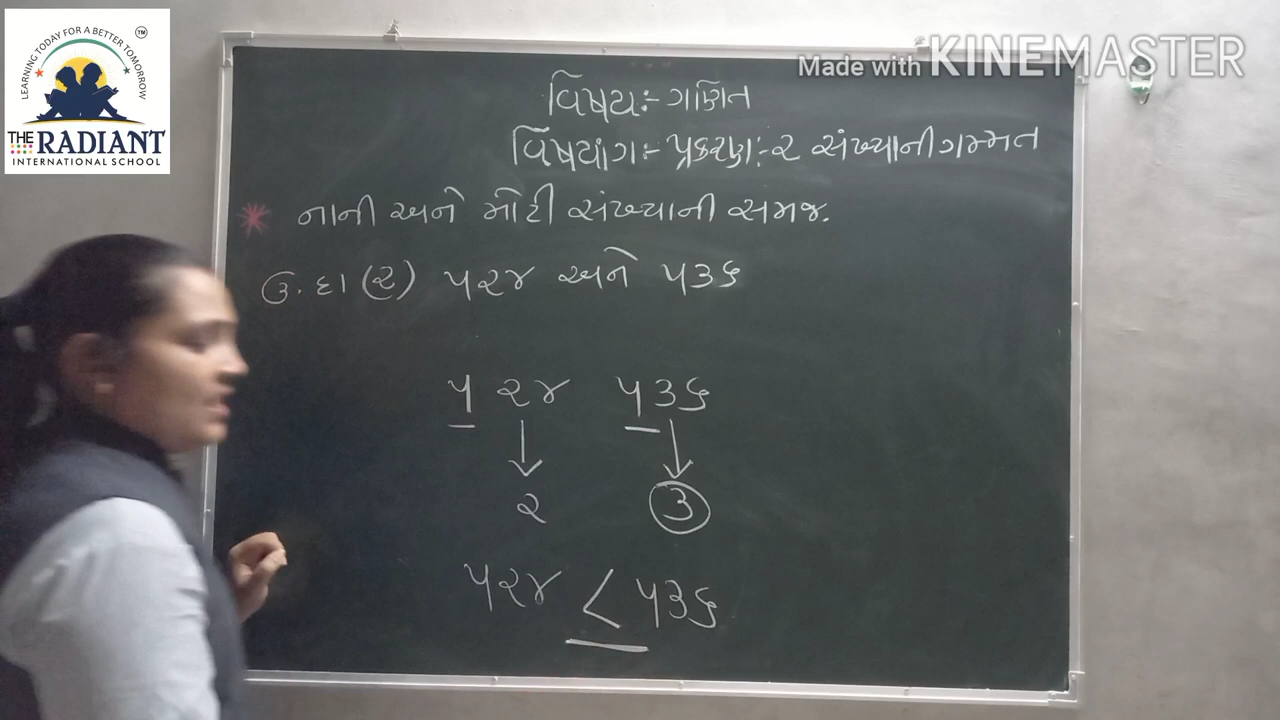 LEARNING TODAY FOR A BETTER TOMORROW
TM
THE RADIANT
INTERNATIONAL SCHOOL
Made with KINEMASTER
વિષય:- ગણિત
વિષયાંગ:- પ્રકરણ:-૨ સંખ્યાની ગમ્મત
* નાની અને મોટી સંખ્યાની સમજ.
ઉ.દા (૨) ૫૨૪ અને ૫૩૬
૫૨૪ ૫૩૬
↓ ↓
૨ ૩
૫૨૪ < ૫૩૬